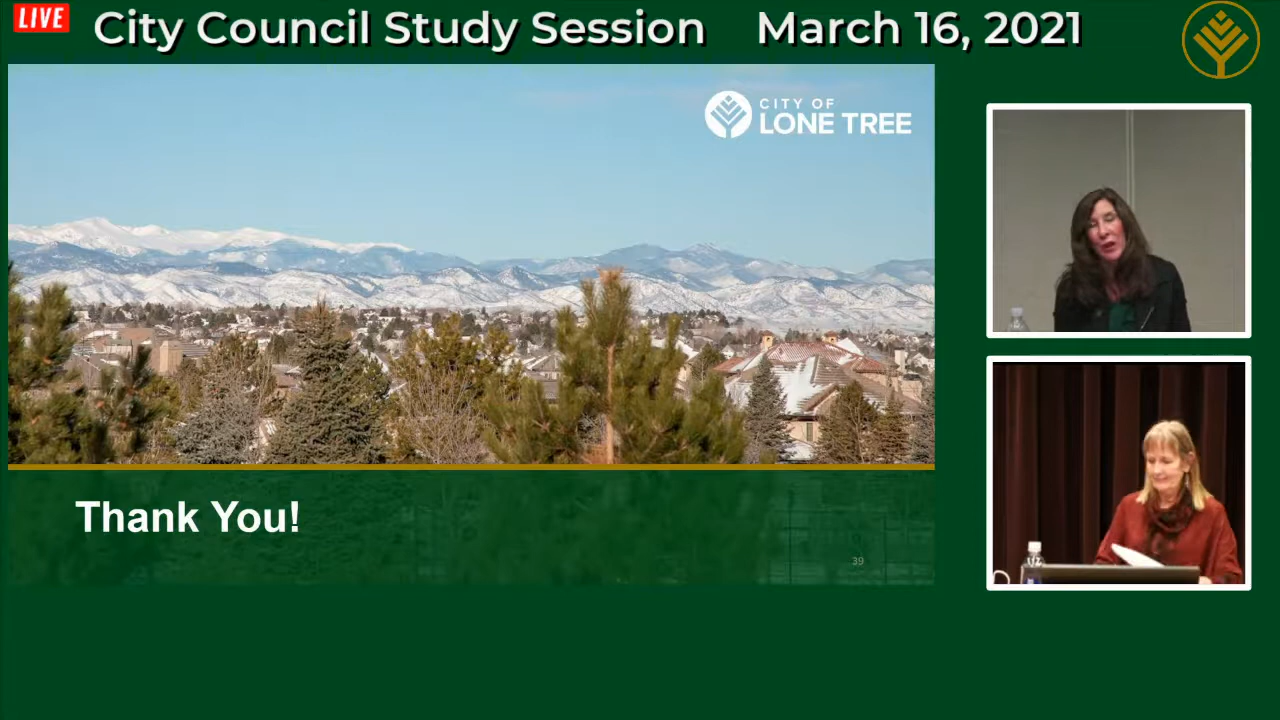 LIVE
City Council Study Session March 16, 2021
CITY OF
LONE TREE
Thank You!
39